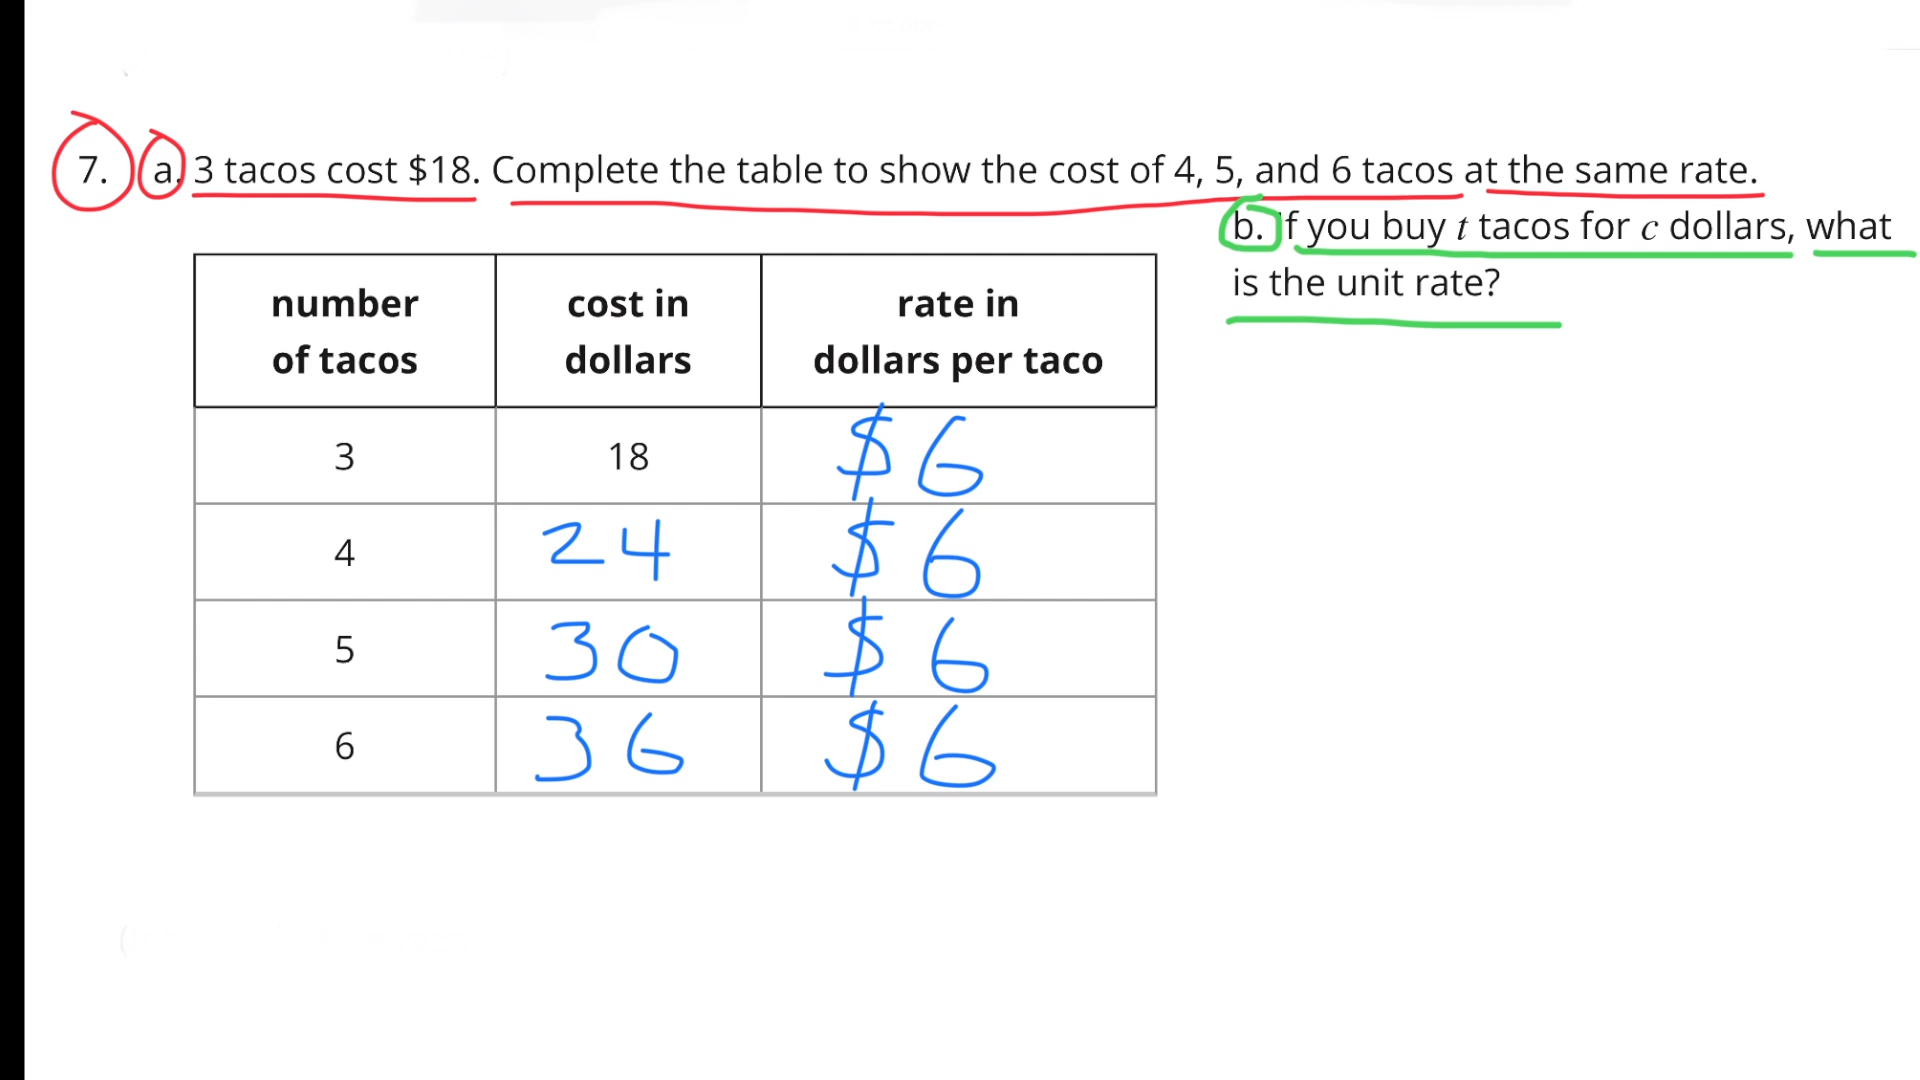 7. a. 3 tacos cost $18. Complete the table to show the cost of 4, 5, and 6 tacos at the same rate.
b. If you buy t tacos for c dollars, what
is the unit rate?
number of tacos cost in dollars rate in dollars per taco
3 18 $6
4 24 $6
5 30 $6
6 36 $6